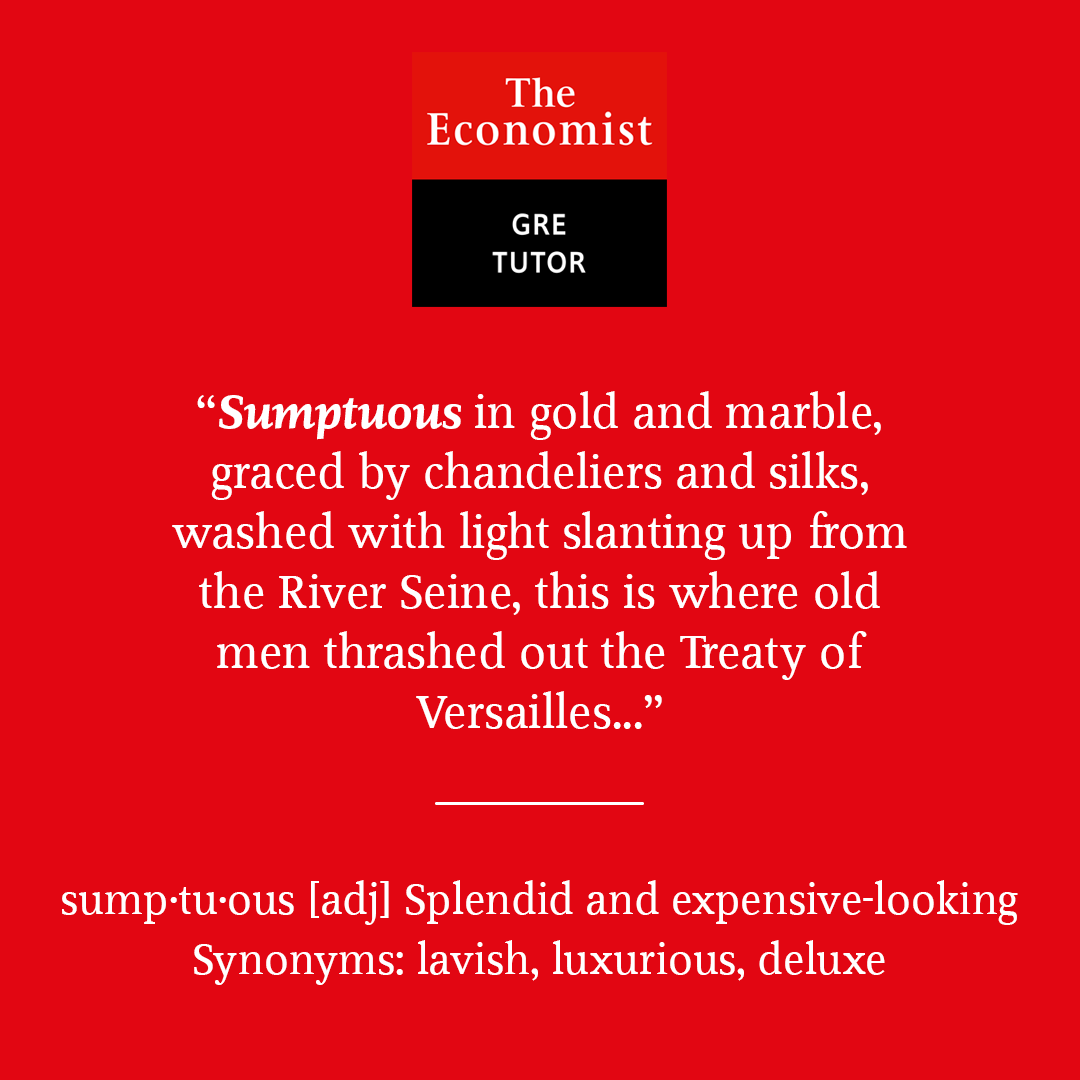 The
Economist
GRE
TUTOR
“Sumptuous in gold and marble,
graced by chandeliers and silks,
washed with light slanting up from
the River Seine, this is where old
men thrashed out the Treaty of
Versailles...”
sump·tu·ous [adj] Splendid and expensive-looking
Synonyms: lavish, luxurious, deluxe